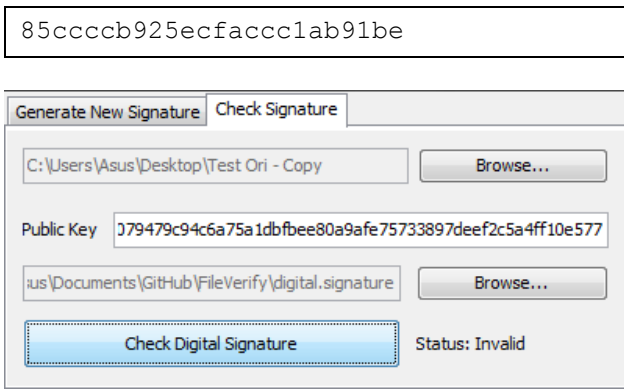 85ccccb925ecfaccc1ab91be
Generate New Signature Check Signature
C:\Users\Asus\Desktop\Test Ori - Copy Browse...
Public Key 079479c94c6a75a1dbfbee80a9afe75733897deef2c5a4ff10e577
us\Documents\GitHub\FileVerify\digital.signature Browse...
Check Digital Signature Status: Invalid